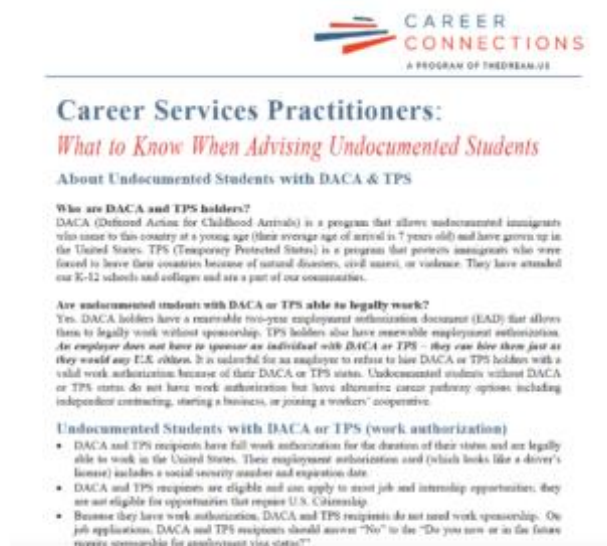 CAREER
CONNECTIONS
A PROGRAM OF THEDREAM.US
Career Services Practitioners:
What to Know When Advising Undocumented Students
About Undocumented Students with DACA & TPS
Who are DACA and TPS holders?
DACA (Deferred Action for Childhood Arrivals) is a program that allows undocumented immigrants
who came to this country at a young age (their average age of arrival is 7 years old) and have grown up in
the United States. TPS (Temporary Protected Status) is a program that protects immigrants who were
forced to leave their countries because of natural disasters, civil unrest, or violence. They have attended
our K-12 schools and colleges and are a part of our communities.
Are undocumented students with DACA or TPS able to legally work?
Yes. DACA holders have a renewable two-year employment authorization document (EAD) that allows
them to legally work without sponsorship. TPS holders also have renewable employment authorization.
An employer does not have to sponsor an individual with DACA or TPS – they can hire them just as
they would any U.S. citizen. It is unlawful for an employer to refuse to hire DACA or TPS holders with a
valid work authorization because of their DACA or TPS status. Undocumented students without DACA
or TPS status do not have work authorization but have alternative career pathway options including
independent contracting, starting a business, or joining a workers' cooperative.
Undocumented Students with DACA or TPS (work authorization)
• DACA and TPS recipients have full work authorization for the duration of their status and are legally
able to work in the United States. Their employment authorization card (which looks like a driver's
license) includes a social security number and expiration date.
• DACA and TPS recipients are eligible and can apply to most job and internship opportunities; they
are not eligible for opportunities that require U.S. Citizenship.
• Because they have work authorization, DACA and TPS recipients do not need work sponsorship. On
job applications, DACA and TPS recipients should answer "No" to the "Do you now or in the future
require sponsorship for employment visa status?"